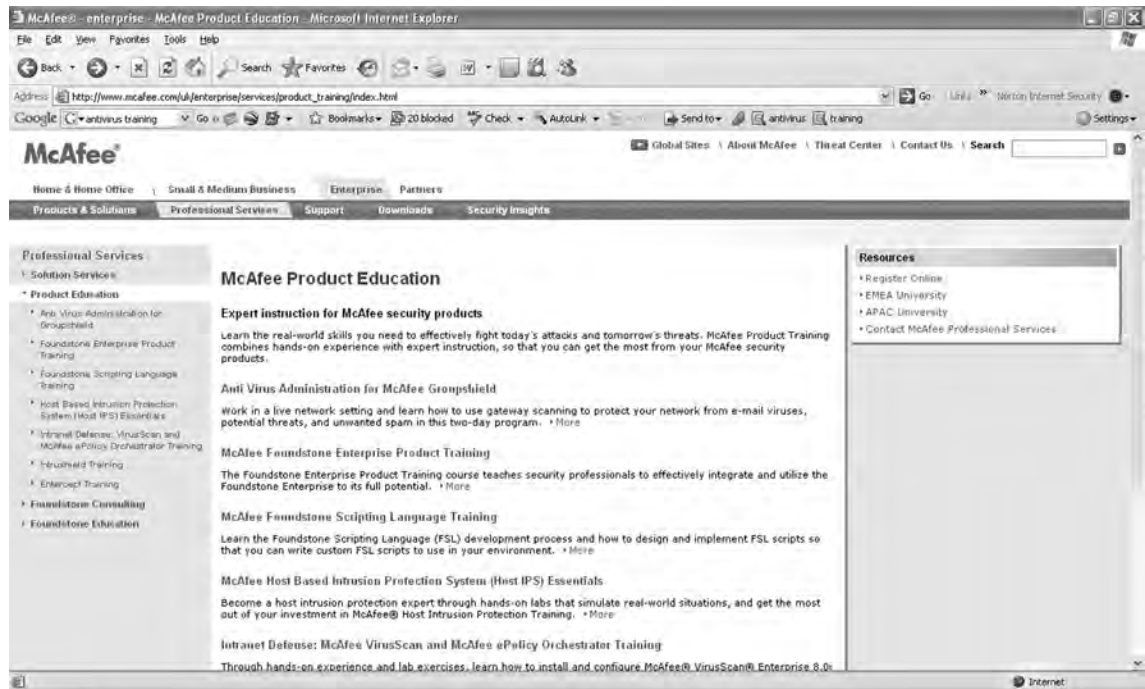 McAfee® - enterprise - McAfee Product Education - Microsoft Internet Explorer
File Edit View Favorites Tools Help
Back Search Favorites
Address http://www.mcafee.com/uk/enterprise/services/product_training/index.html Go Links » Norton Internet Security
Google antivirus training Go Bookmarks 20 blocked Check AutoLink Send to antivirus training Settings
McAfee®
Global Sites \ About McAfee \ Threat Center \ Contact Us \ Search
Home & Home Office Small & Medium Business Enterprise Partners
Products & Solutions Professional Services Support Downloads Security Insights
Professional Services
Solution Services
Product Education
Anti Virus Administration for
Groupshield
Foundstone Enterprise Product
Training
Foundstone Scripting Language
Training
Host Based Intrusion Protection
System (Host IPS) Essentials
Intranet Defense: VirusScan and
McAfee ePolicy Orchestrator Training
Intrushield Training
Entercept Training
Foundstone Consulting
Foundstone Education
McAfee Product Education
Expert instruction for McAfee security products
Learn the real-world skills you need to effectively fight today's attacks and tomorrow's threats. McAfee Product Training
combines hands-on experience with expert instruction, so that you can get the most from your McAfee security
products.
Anti Virus Administration for McAfee Groupshield
Work in a live network setting and learn how to use gateway scanning to protect your network from e-mail viruses,
potential threats, and unwanted spam in this two-day program. More
McAfee Foundstone Enterprise Product Training
The Foundstone Enterprise Product Training course teaches security professionals to effectively integrate and utilize the
Foundstone Enterprise to its full potential. More
McAfee Foundstone Scripting Language Training
Learn the Foundstone Scripting Language (FSL) development process and how to design and implement FSL scripts so
that you can write custom FSL scripts to use in your environment. More
McAfee Host Based Intrusion Protection System (Host IPS) Essentials
Become a host intrusion protection expert through hands-on labs that simulate real-world situations, and get the most
out of your investment in McAfee® Host Intrusion Protection Training. More
Intranet Defense: McAfee VirusScan and McAfee ePolicy Orchestrator Training
Through hands-on experience and lab exercises, learn how to install and configure McAfee® VirusScan® Enterprise 8.0i
Resources
Register Online
EMEA University
APAC University
Contact McAfee Professional Services
Internet